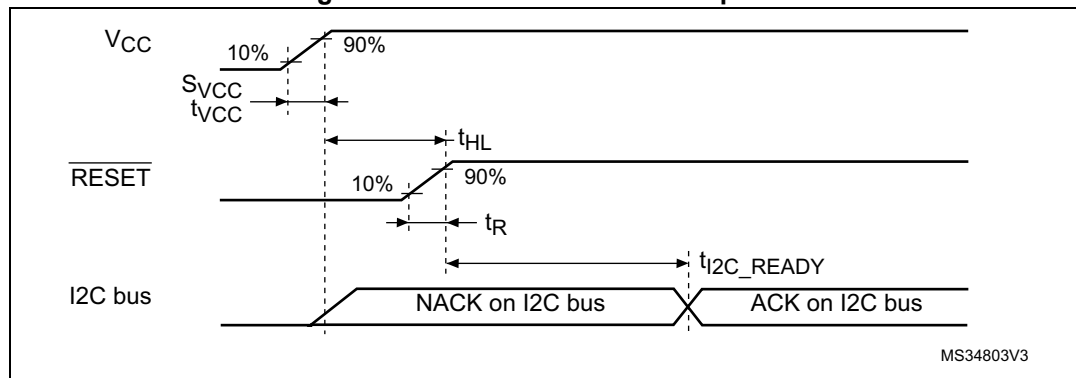 VCC
10%
90%
SVCC
tVCC
tHL
RESET
10%
90%
tR
tI2C_READY
I2C bus
NACK on I2C bus
ACK on I2C bus
MS34803V3